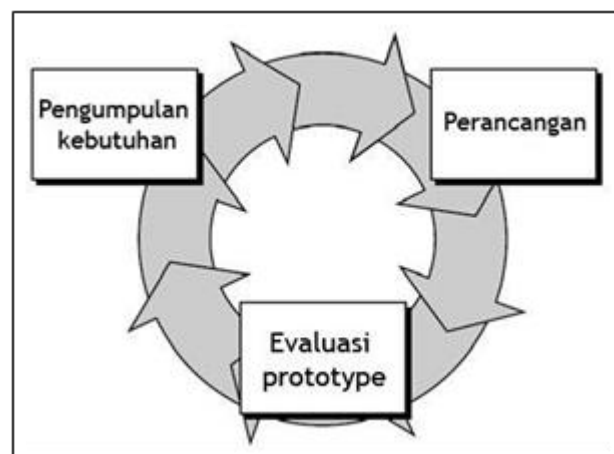 Pengumpulan
kebutuhan
Perancangan
Evaluasi
prototype